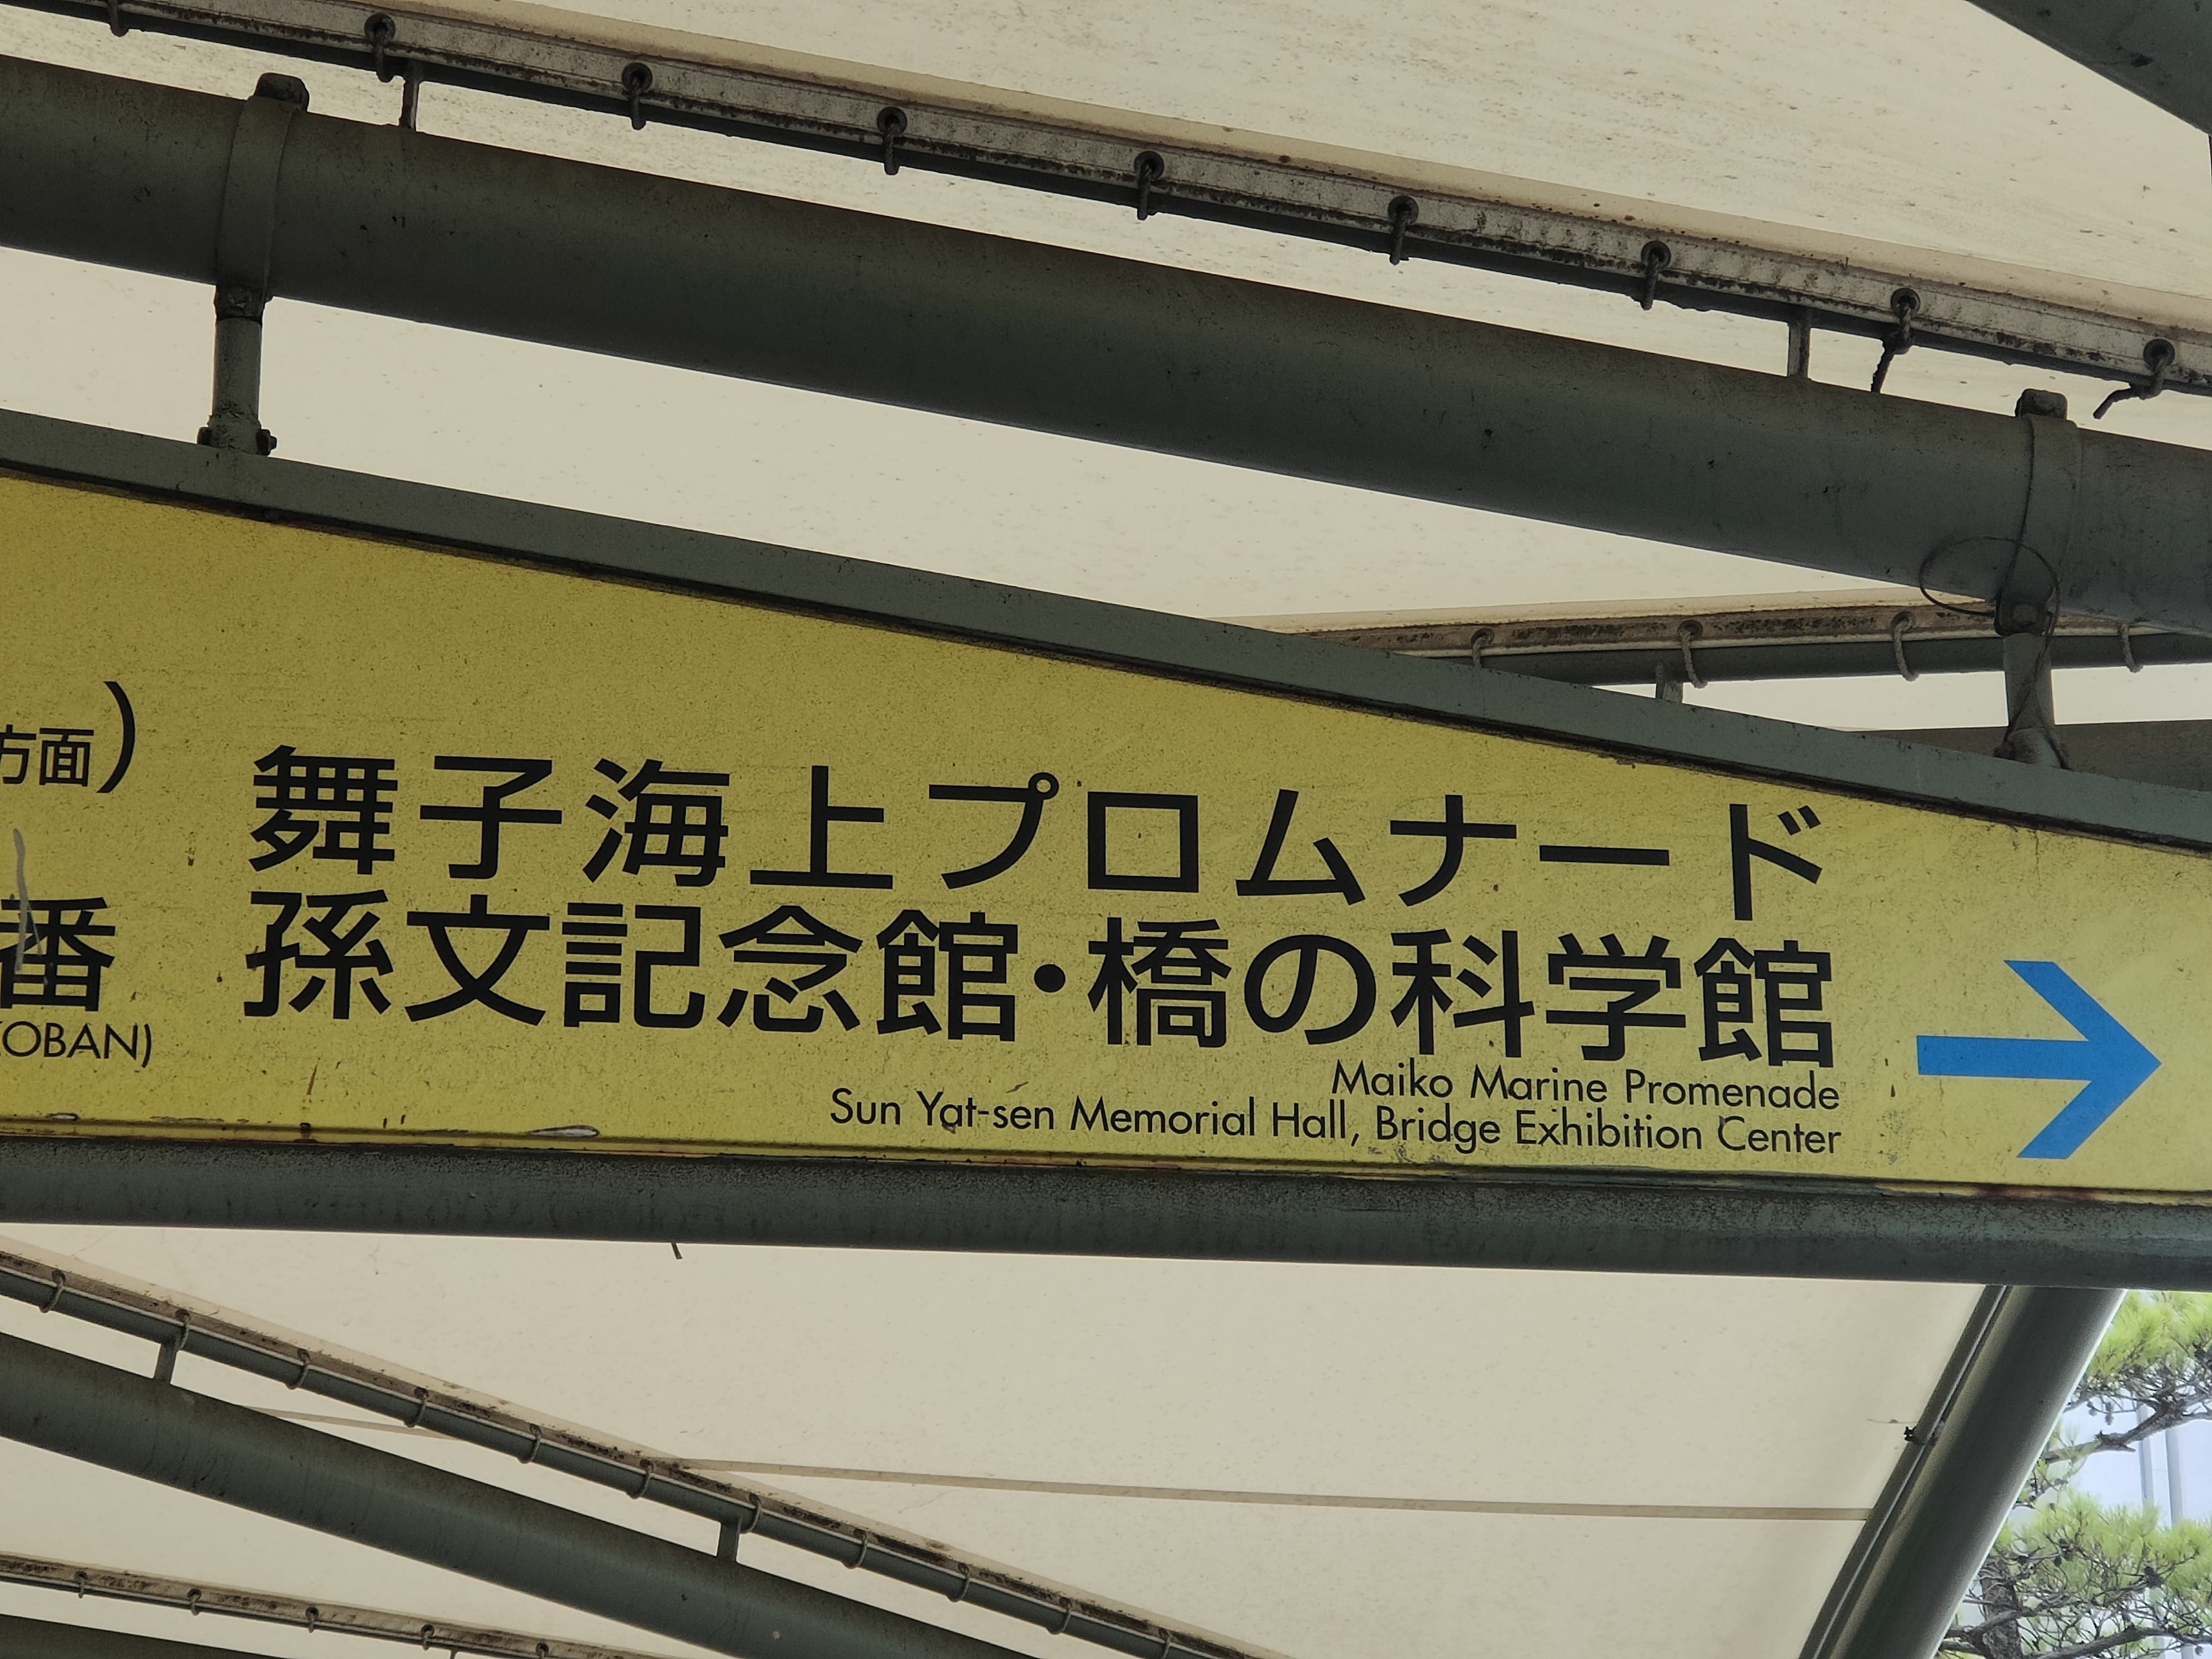 方面)
舞子海上プロムナード
番
孫文記念館・橋の科学館
KOBAN)
Maiko Marine Promenade
Sun Yat-sen Memorial Hall, Bridge Exhibition Center